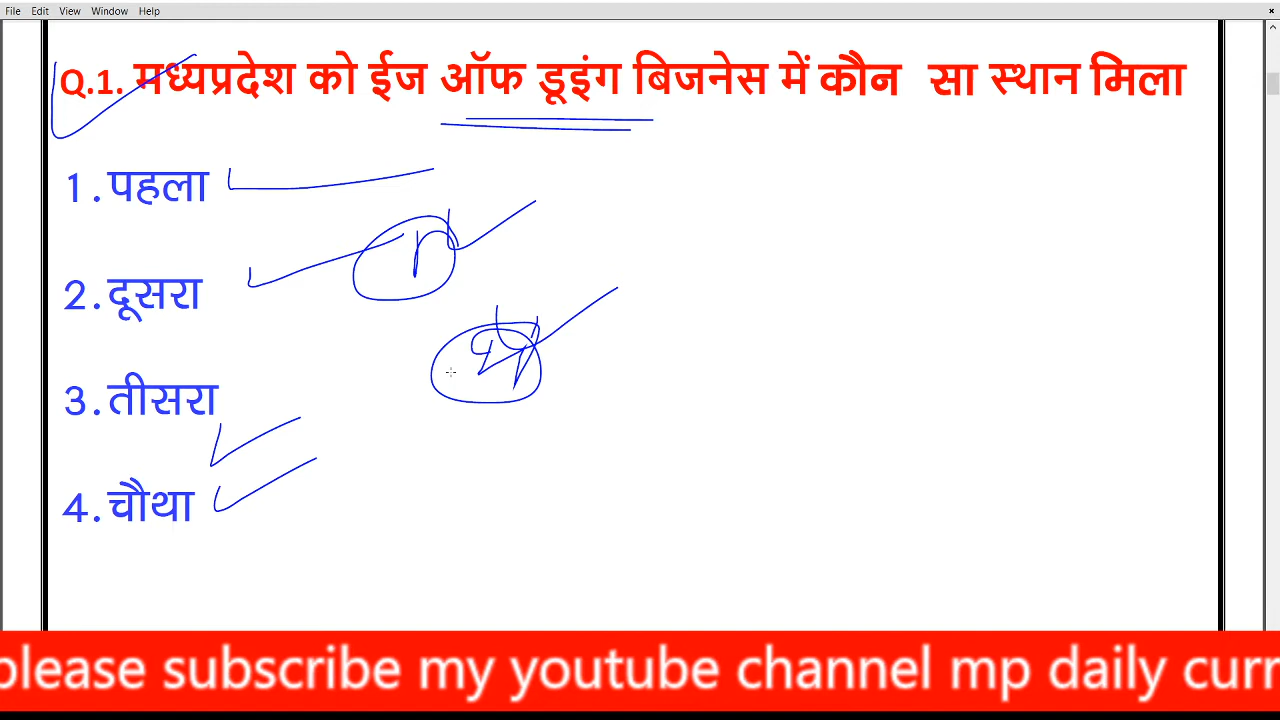 File Edit View Window Help
Q.1. मध्यप्रदेश को ईज ऑफ डूइंग बिजनेस में कौन सा स्थान मिला
1.पहला
2.दूसरा
3.तीसरा
4.चौथा
please subscribe my youtube channel mp daily curr